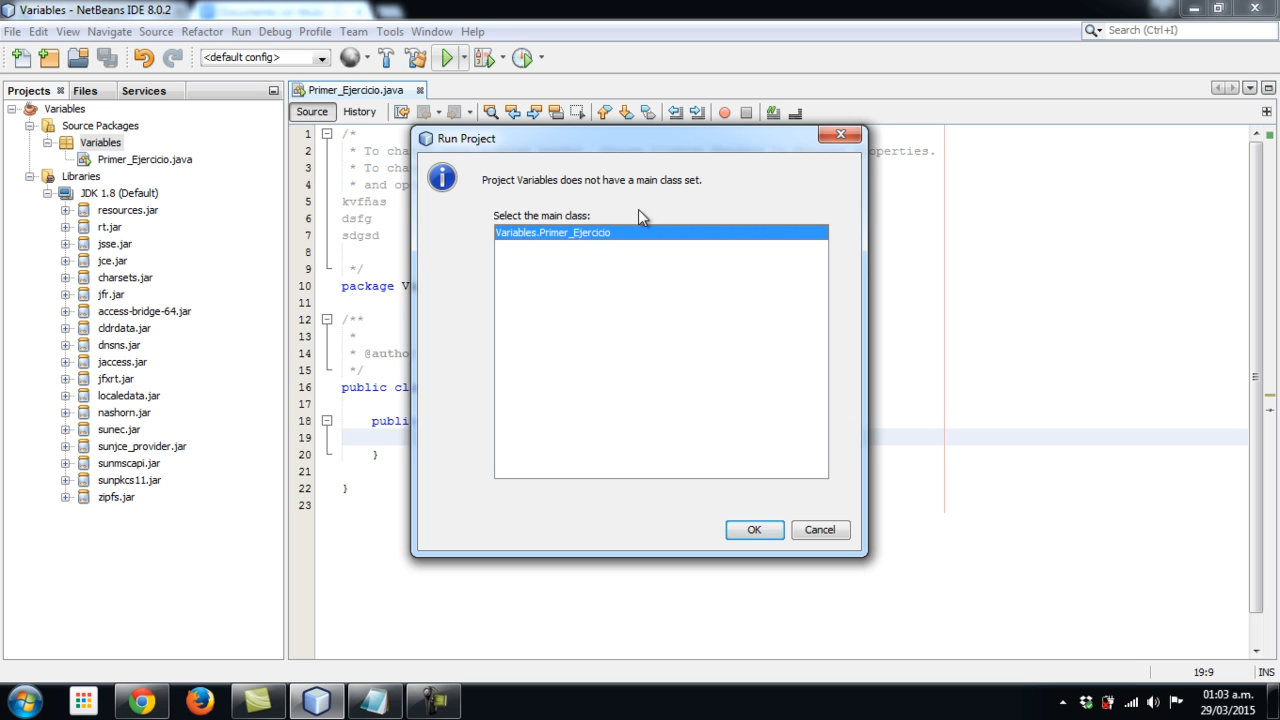 Variables - NetBeans IDE 8.0.2
File Edit View Navigate Source Refactor Run Debug Profile Team Tools Window Help
Search (Ctrl+I)
<default config>
Projects Files Services
Primer_Ejercicio.java
Source History
Variables
Source Packages
Variables
Primer_Ejercicio.java
Libraries
JDK 1.8 (Default)
resources.jar
rt.jar
jsse.jar
jce.jar
charsets.jar
jfr.jar
access-bridge-64.jar
cldrdata.jar
dnsns.jar
jaccess.jar
jfxrt.jar
localedata.jar
nashorn.jar
sunec.jar
sunjce_provider.jar
sunmscapi.jar
sunpkcs11.jar
zipfs.jar
1 /*
2 * To cha operties.
3 * To cha
4 * and op
5 kvfñas
6 dsfg
7 sdgsd
8
9 */
10 package V
11
12 /**
13 *
14 * @autho
15 */
16 public cl
17
18 publi
19
20 }
21
22 }
23
Run Project
Project Variables does not have a main class set.
Select the main class:
Variables.Primer_Ejercicio
OK Cancel
19:9 INS
01:03 a.m.
29/03/2015